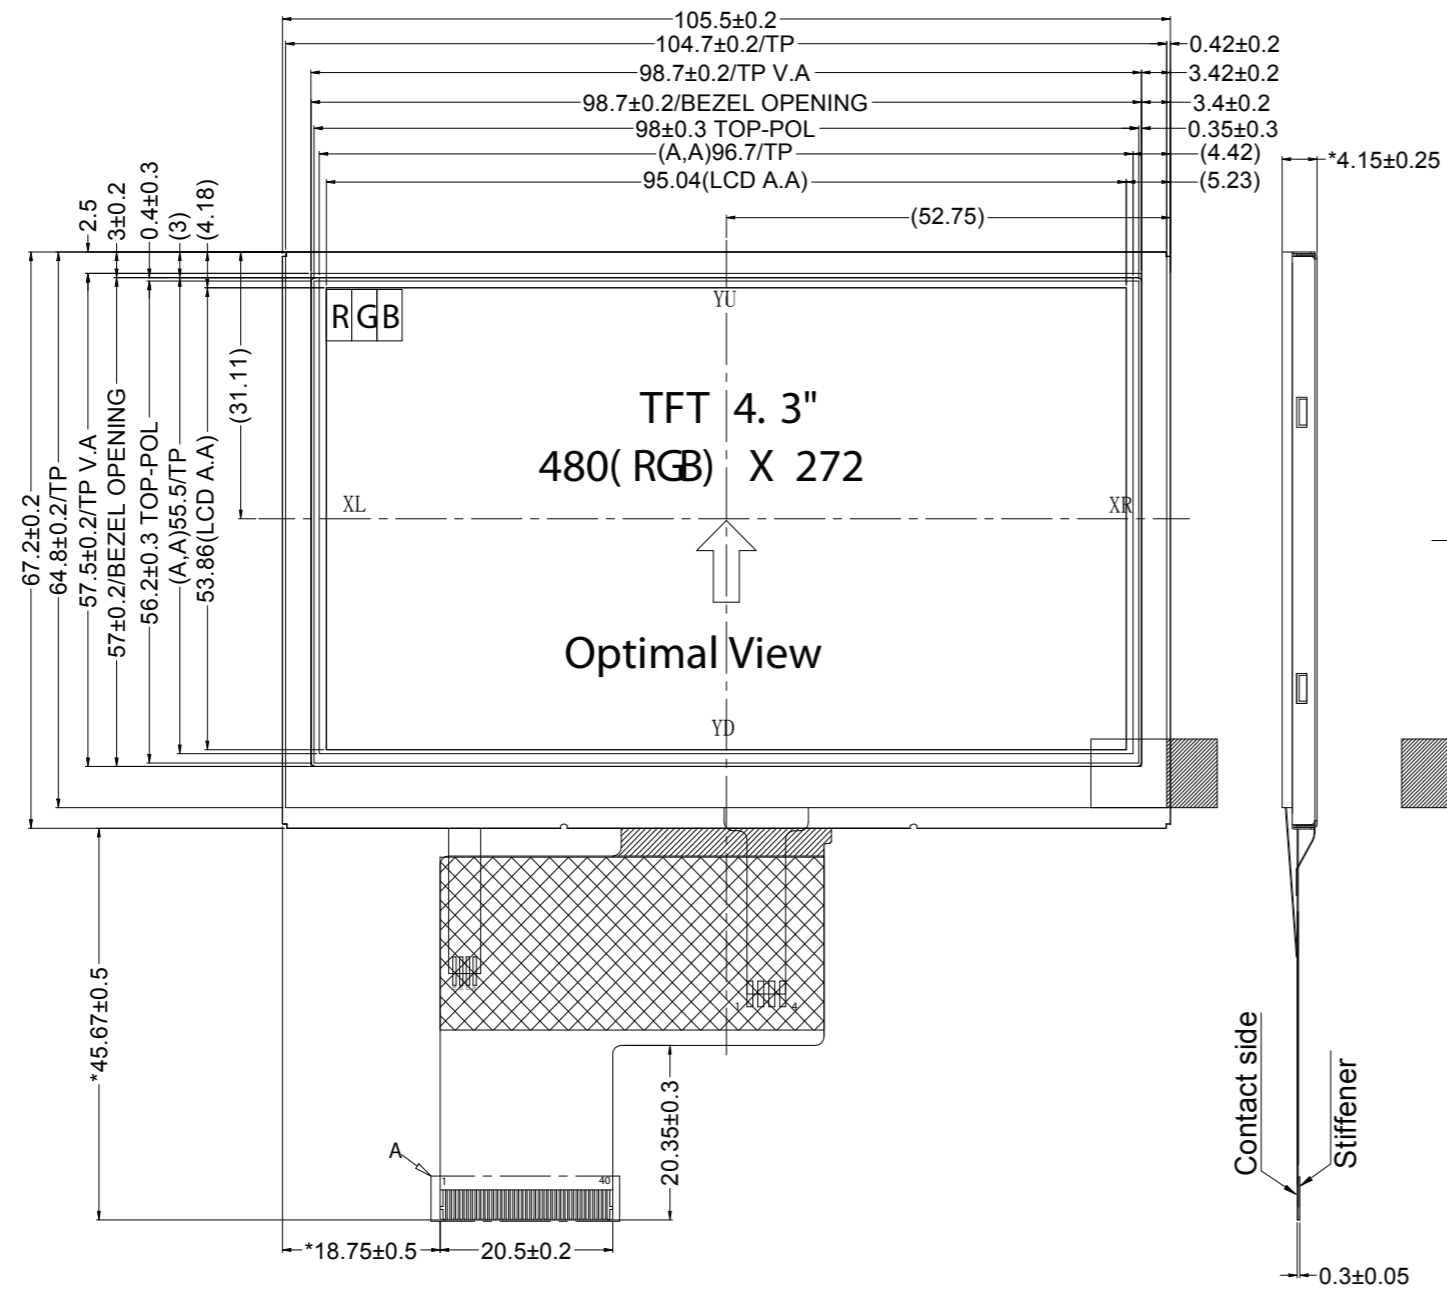 105.5±0.2
104.7±0.2/TP
0.42±0.2
98.7±0.2/TP V.A
3.42±0.2
98.7±0.2/BEZEL OPENING
3.4±0.2
98±0.3 TOP-POL
0.35±0.3
(A,A)96.7/TP
(4.42)
*4.15±0.25
95.04(LCD A.A)
(5.23)
(52.75)
2.5
3±0.2
0.4±0.3
(3)
(4.18)
YU
RGB
(31.11)
TFT 4. 3"
480( RGB) X 272
XL
XR
67.2±0.2
64.8±0.2/TP
57.5±0.2/TP V.A
57±0.2/BEZEL OPENING
56.2±0.3 TOP-POL
(A,A)55.5/TP
53.86(LCD A.A)
Optimal View
YD
1 4
*45.67±0.5
20.35±0.3
Contact side
Stiffener
A
1 40
*18.75±0.5
20.5±0.2
0.3±0.05